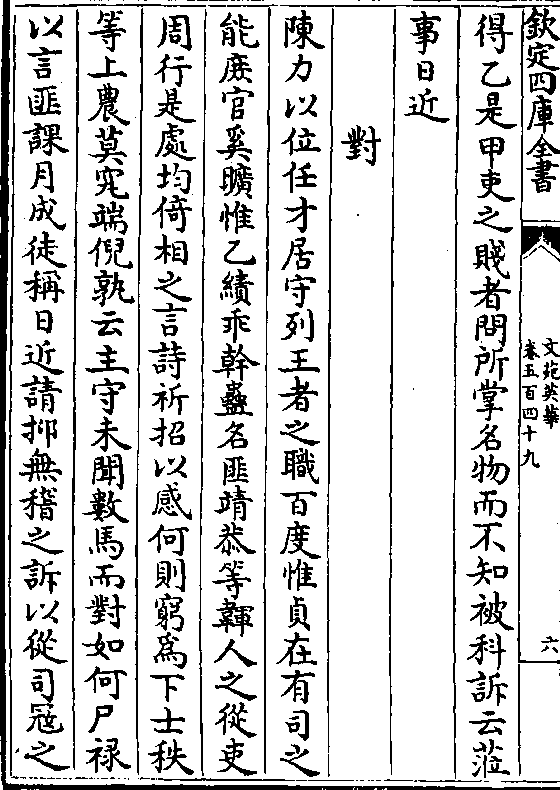 欽定四庫全書
文苑英華
卷五百四十九
六
得乙是甲吏之賤者問所掌名物而不知被科訴云涖
事日近
對
陳力以位任才居守列王者之職百度惟貞在有司之
能庶官奚曠惟乙績乖幹蠱名匪靖恭等韗人之從吏
周行是處均倚相之言詩祈招以感何則窮為下士秩
等上農莫究端倪孰云主守未聞數馬而對如何尸祿
以言匪課月成徒稱日近請抑無稽之訴以從司寇之